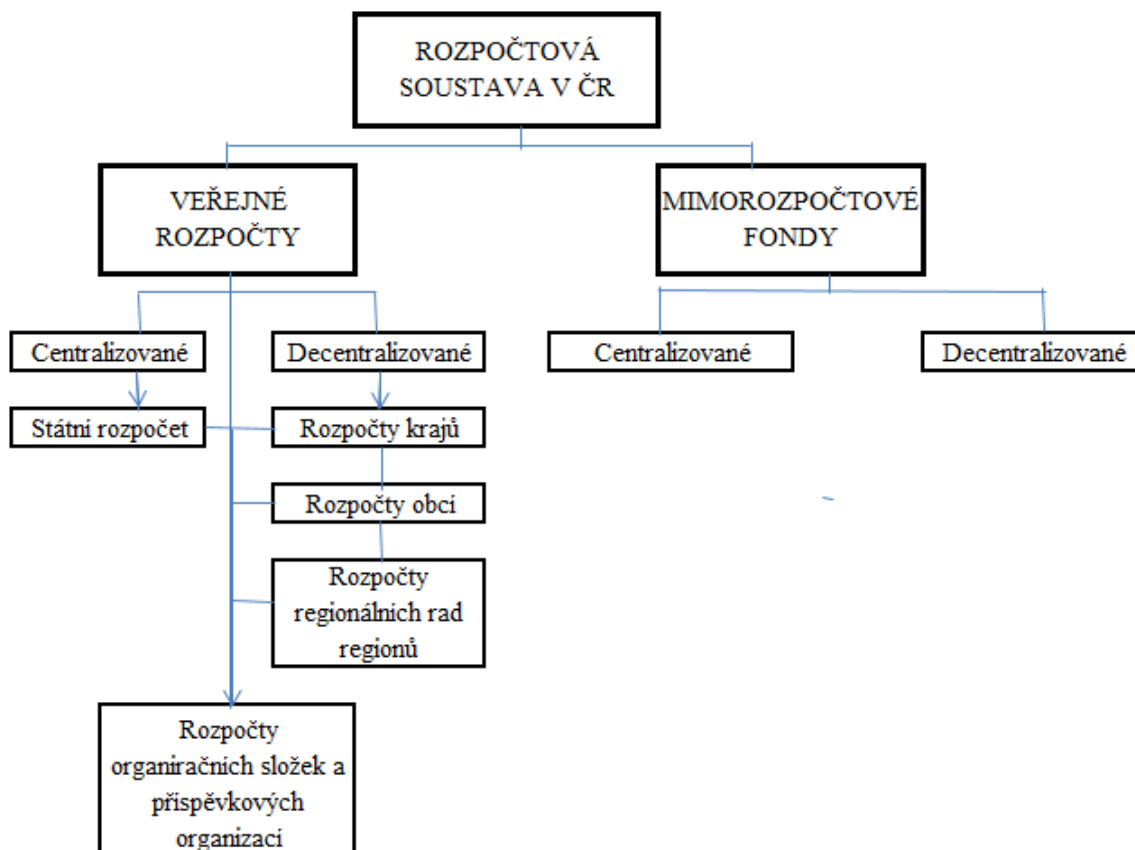 ROZPOČTOVÁ
SOUSTAVA V ČR
VEŘEJNÉ
ROZPOČTY
MIMOROZPOČTOVÉ
FONDY
Centralizované
Decentralizované
Centralizované
Decentralizované
Státní rozpočet
Rozpočty krajů
Rozpočty obcí
Rozpočty
regionálních rad
regionů
Rozpočty
organiračních složek a
přispěvkových
organizací